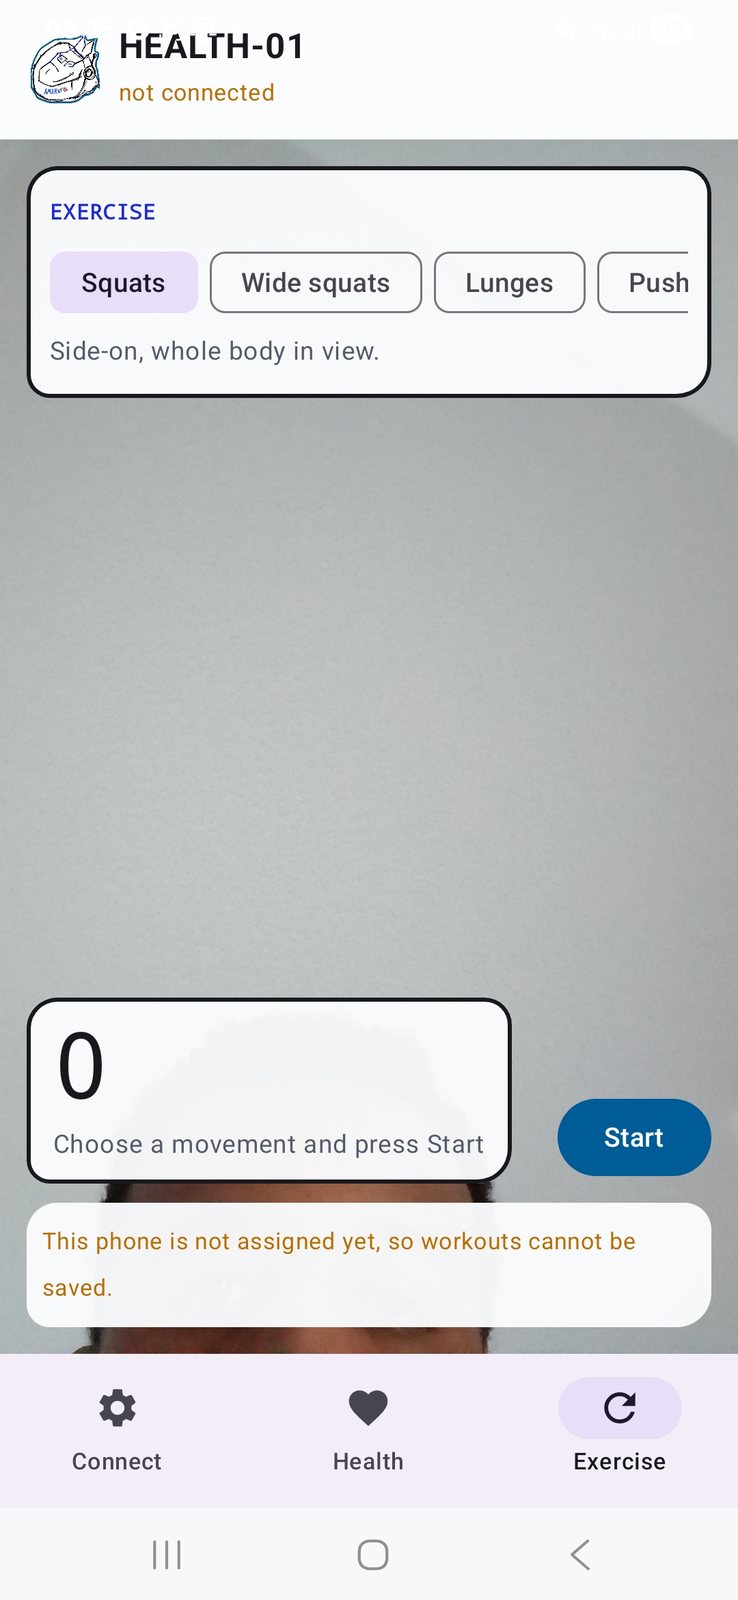 HEALTH-01
not connected
EXERCISE
Squats
Wide squats
Lunges
Push
Side-on, whole body in view.
0
Choose a movement and press Start
Start
This phone is not assigned yet, so workouts cannot be
saved.
Connect
Health
Exercise